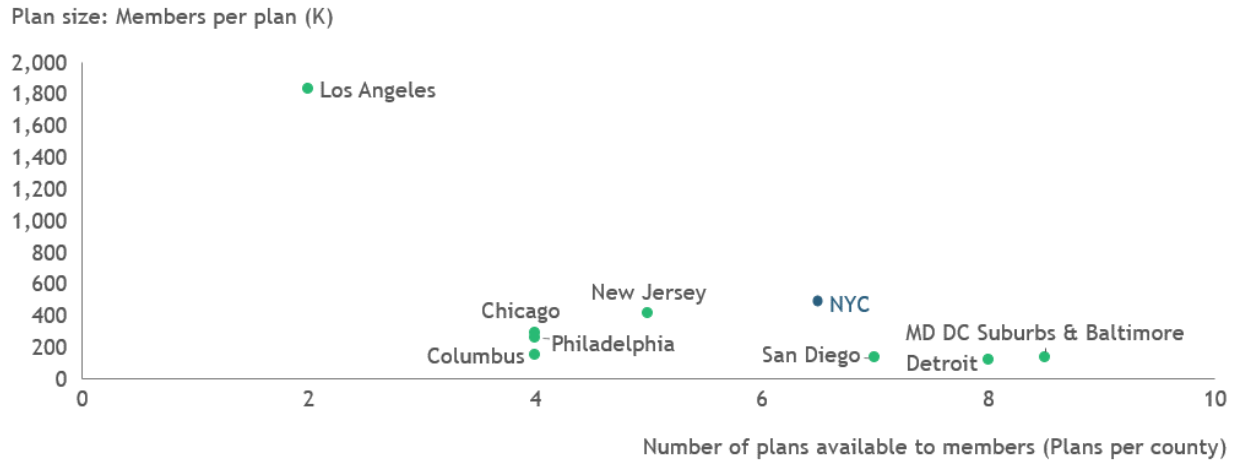 Plan size: Members per plan (K)
2,000
1,800
Los Angeles
1,600
1,400
1,200
1,000
800
600
New Jersey
NYC
400
Chicago
MD DC Suburbs & Baltimore
200
Philadelphia
Columbus
San Diego
Detroit
0
0 2 4 6 8 10
Number of plans available to members (Plans per county)